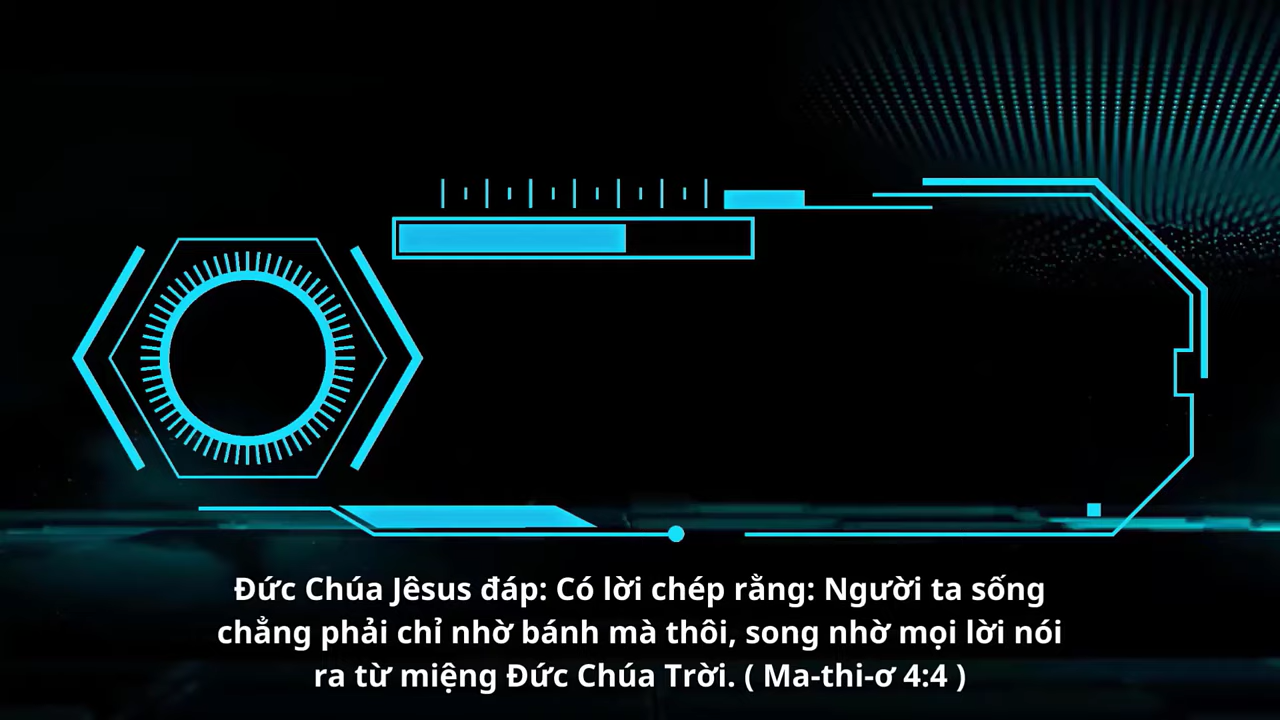 Đức Chúa Jêsus đáp: Có lời chép rằng: Người ta sống
chẳng phải chỉ nhờ bánh mà thôi, song nhờ mọi lời nói
ra từ miệng Đức Chúa Trời. ( Ma-thi-ơ 4:4 )